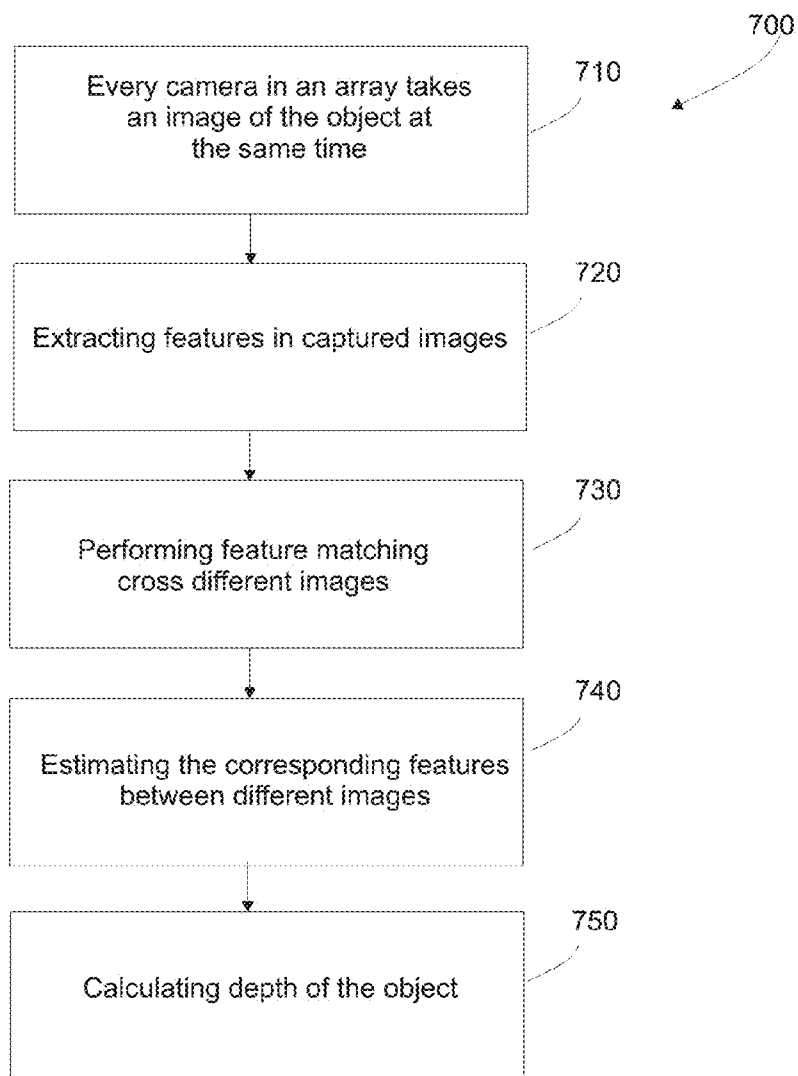 700
Every camera in an array takes
an image of the object at
the same time
710
Extracting features in captured images
720
Performing feature matching
cross different images
730
Estimating the corresponding features
between different images
740
Calculating depth of the object
750